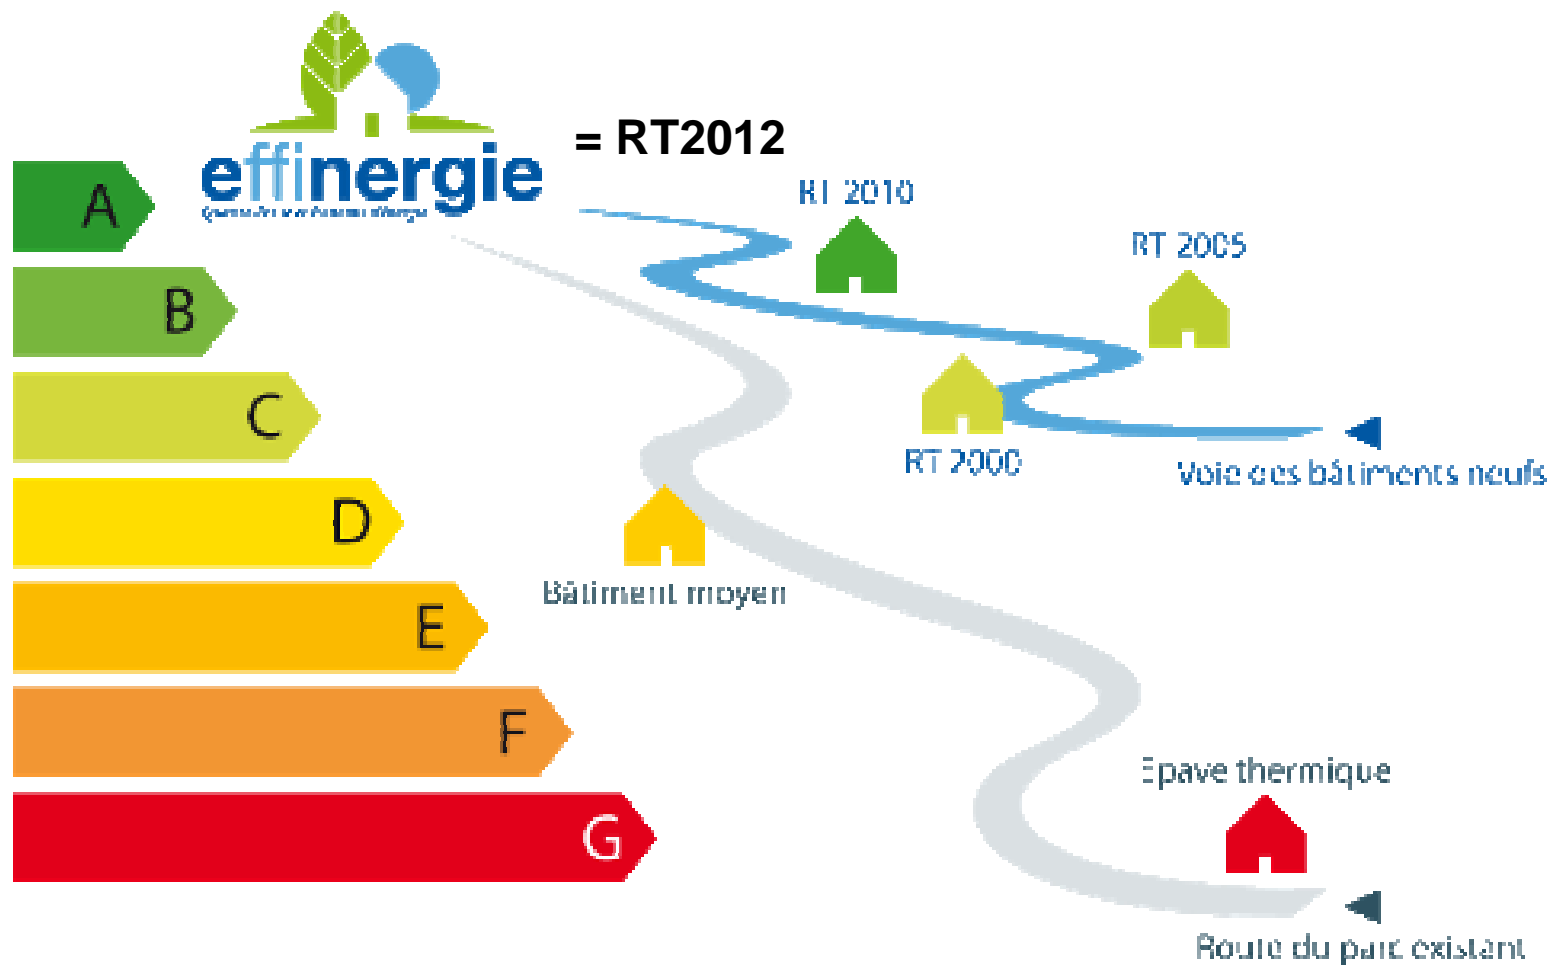 effinergie
= RT2012
A
RT 2010
RT 2005
B
C
RT 2000
Voie des bâtiments neufs
D
Bâtiment moyen
E
F
Epave thermique
G
Route du parc existant